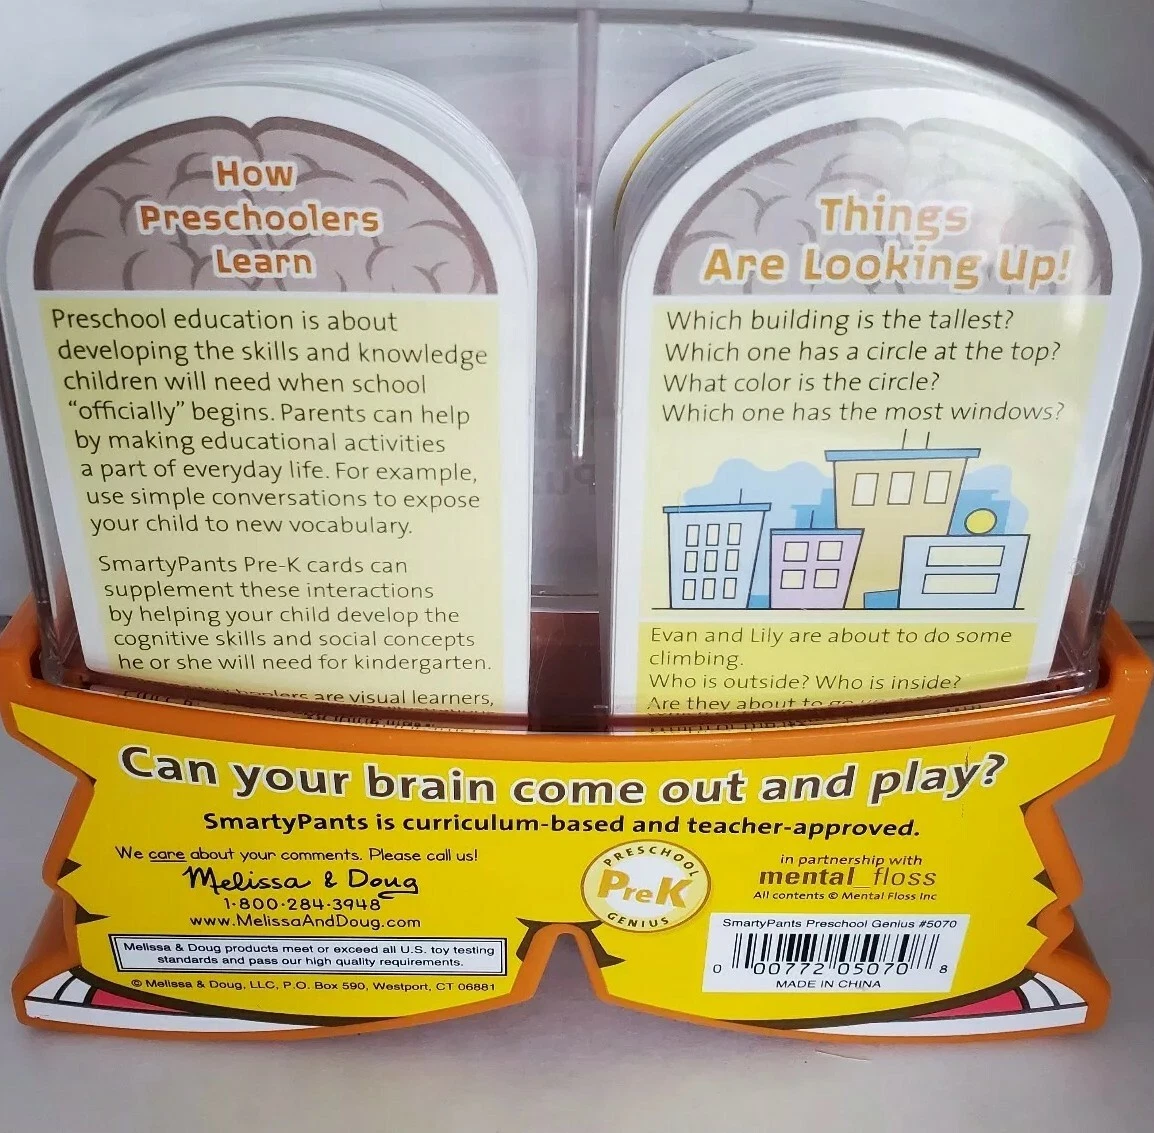 How
Preschoolers
Learn
Preschool education is about
developing the skills and knowledge
children will need when school
“officially” begins. Parents can help
by making educational activities
a part of everyday life. For example,
use simple conversations to expose
your child to new vocabulary.
SmartyPants Pre-K cards can
supplement these interactions
by helping your child develop the
cognitive skills and social concepts
he or she will need for kindergarten.
are visual learners,
Things
Are Looking Up!
Which building is the tallest?
Which one has a circle at the top?
What color is the circle?
Which one has the most windows?
Evan and Lily are about to do some
climbing.
Who is outside? Who is inside?
Are they about to go
Can your brain come out and play?
SmartyPants is curriculum-based and teacher-approved.
We care about your comments. Please call us!
Melissa & Doug
1-800-284-3948
www.MelissaAndDoug.com
Melissa & Doug products meet or exceed all U.S. toy testing
standards and pass our high quality requirements.
© Melissa & Doug, LLC, P.O. Box 590, Westport, CT 06881
PRESCHOOL
PreK
GENIUS
in partnership with
mental_floss
All contents © Mental Floss Inc
SmartyPants Preschool Genius #5070
0 00772 05070 8
MADE IN CHINA